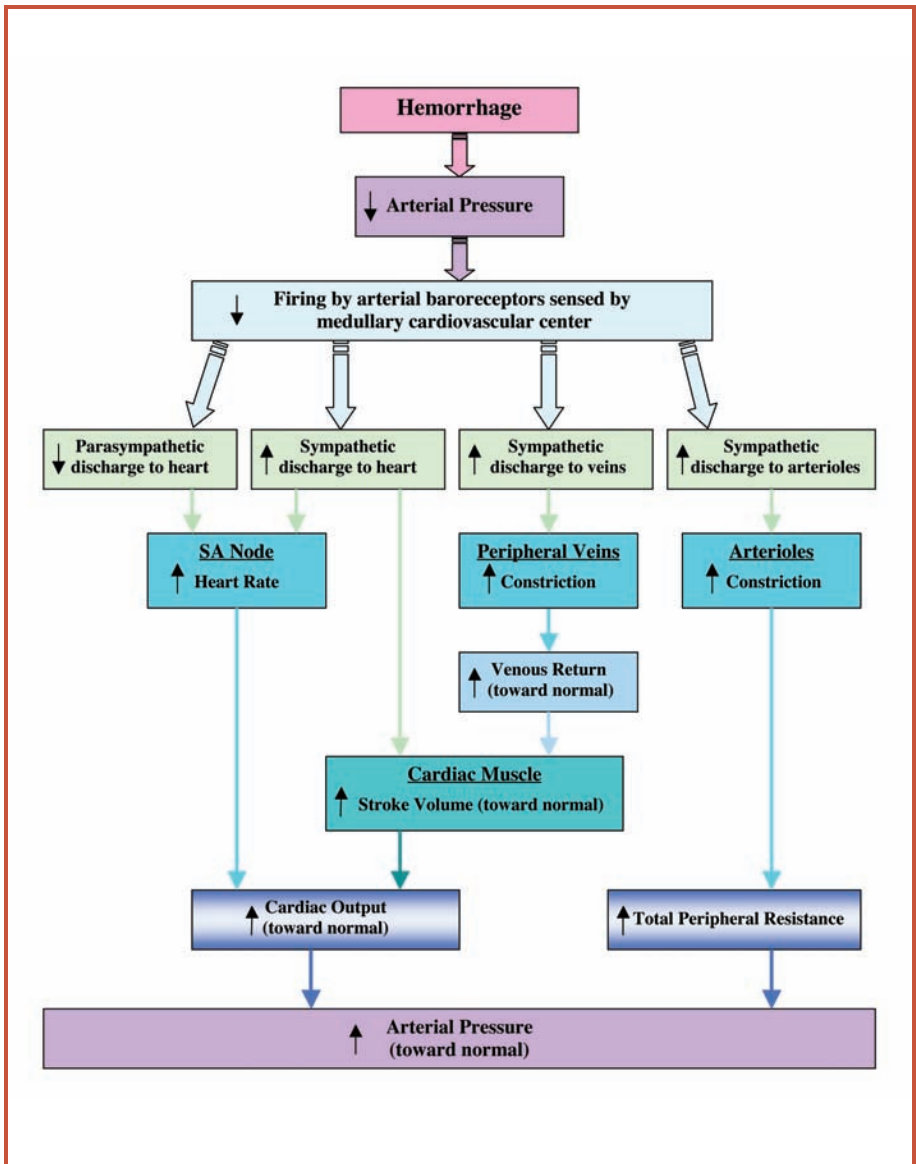 Hemorrhage
↓ Arterial Pressure
↓ Firing by arterial baroreceptors sensed by
medullary cardiovascular center
↓ Parasympathetic
discharge to heart
↑ Sympathetic
discharge to heart
↑ Sympathetic
discharge to veins
↑ Sympathetic
discharge to arterioles
SA Node
↑ Heart Rate
Peripheral Veins
↑ Constriction
Arterioles
↑ Constriction
↑ Venous Return
(toward normal)
Cardiac Muscle
↑ Stroke Volume (toward normal)
↑ Cardiac Output
(toward normal)
↑ Total Peripheral Resistance
↑ Arterial Pressure
(toward normal)